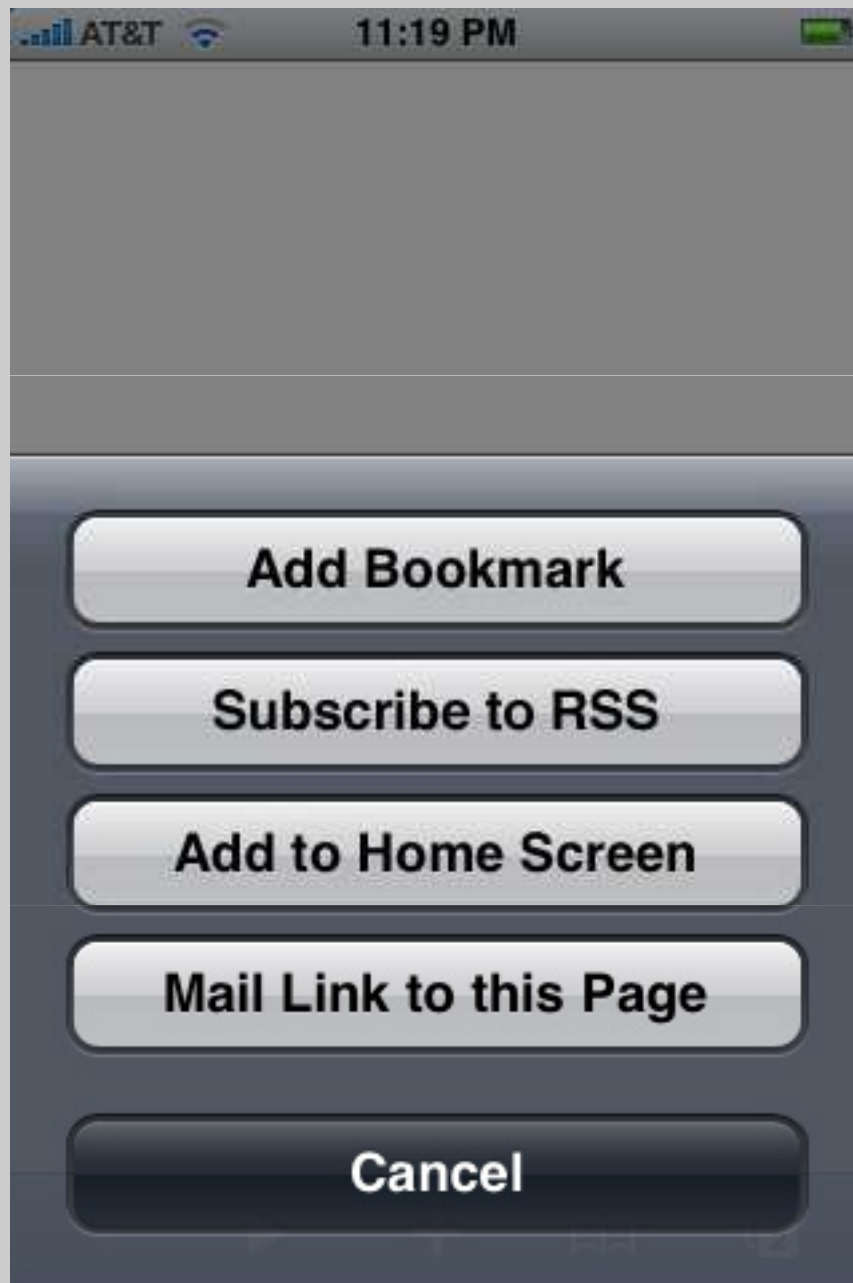 AT&T 11:19 PM
Add Bookmark
Subscribe to RSS
Add to Home Screen
Mail Link to this Page
Cancel
2